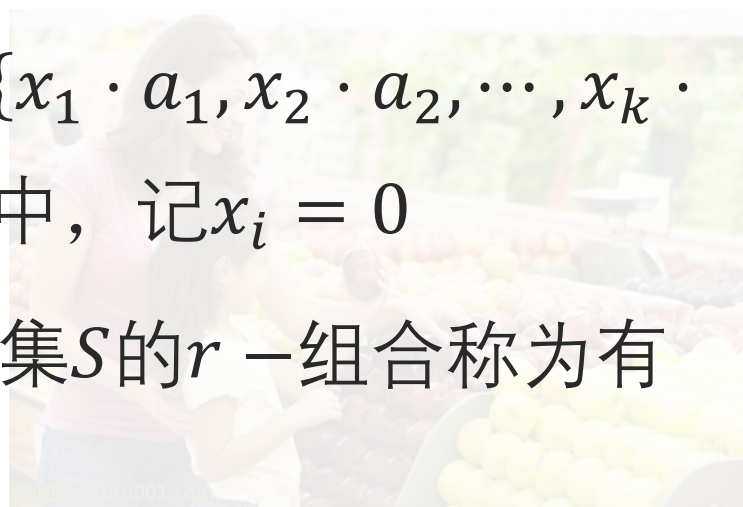 {x₁ · a₁, x₂ · a₂, ⋯ , xₖ ·
中，记xᵢ = 0
集S的r −组合称为有